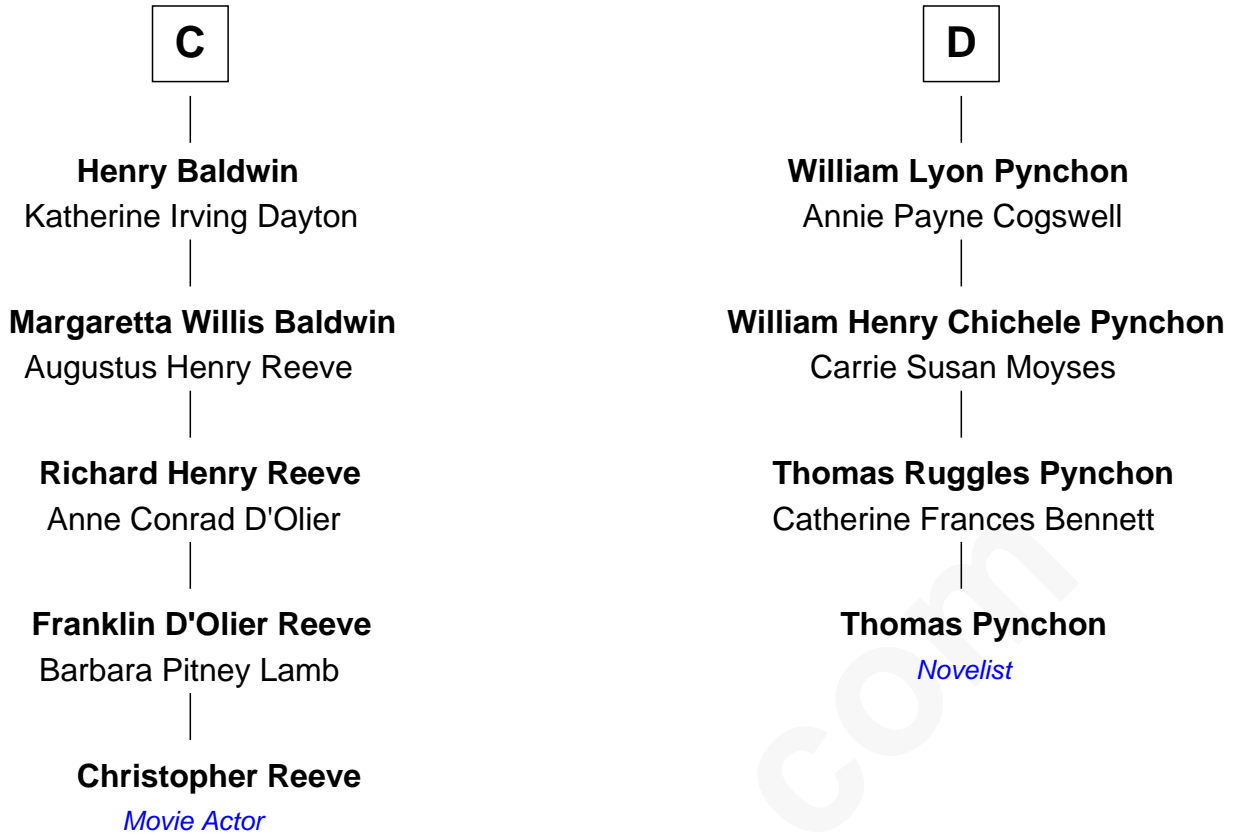 C
Henry Baldwin
Katherine Irving Dayton
Margaretta Willis Baldwin
Augustus Henry Reeve
Richard Henry Reeve
Anne Conrad D'Olier
Franklin D'Olier Reeve
Barbara Pitney Lamb
Christopher Reeve
Movie Actor
D
William Lyon Pynchon
Annie Payne Cogswell
William Henry Chichele Pynchon
Carrie Susan Moyses
Thomas Ruggles Pynchon
Catherine Frances Bennett
Thomas Pynchon
Novelist
com